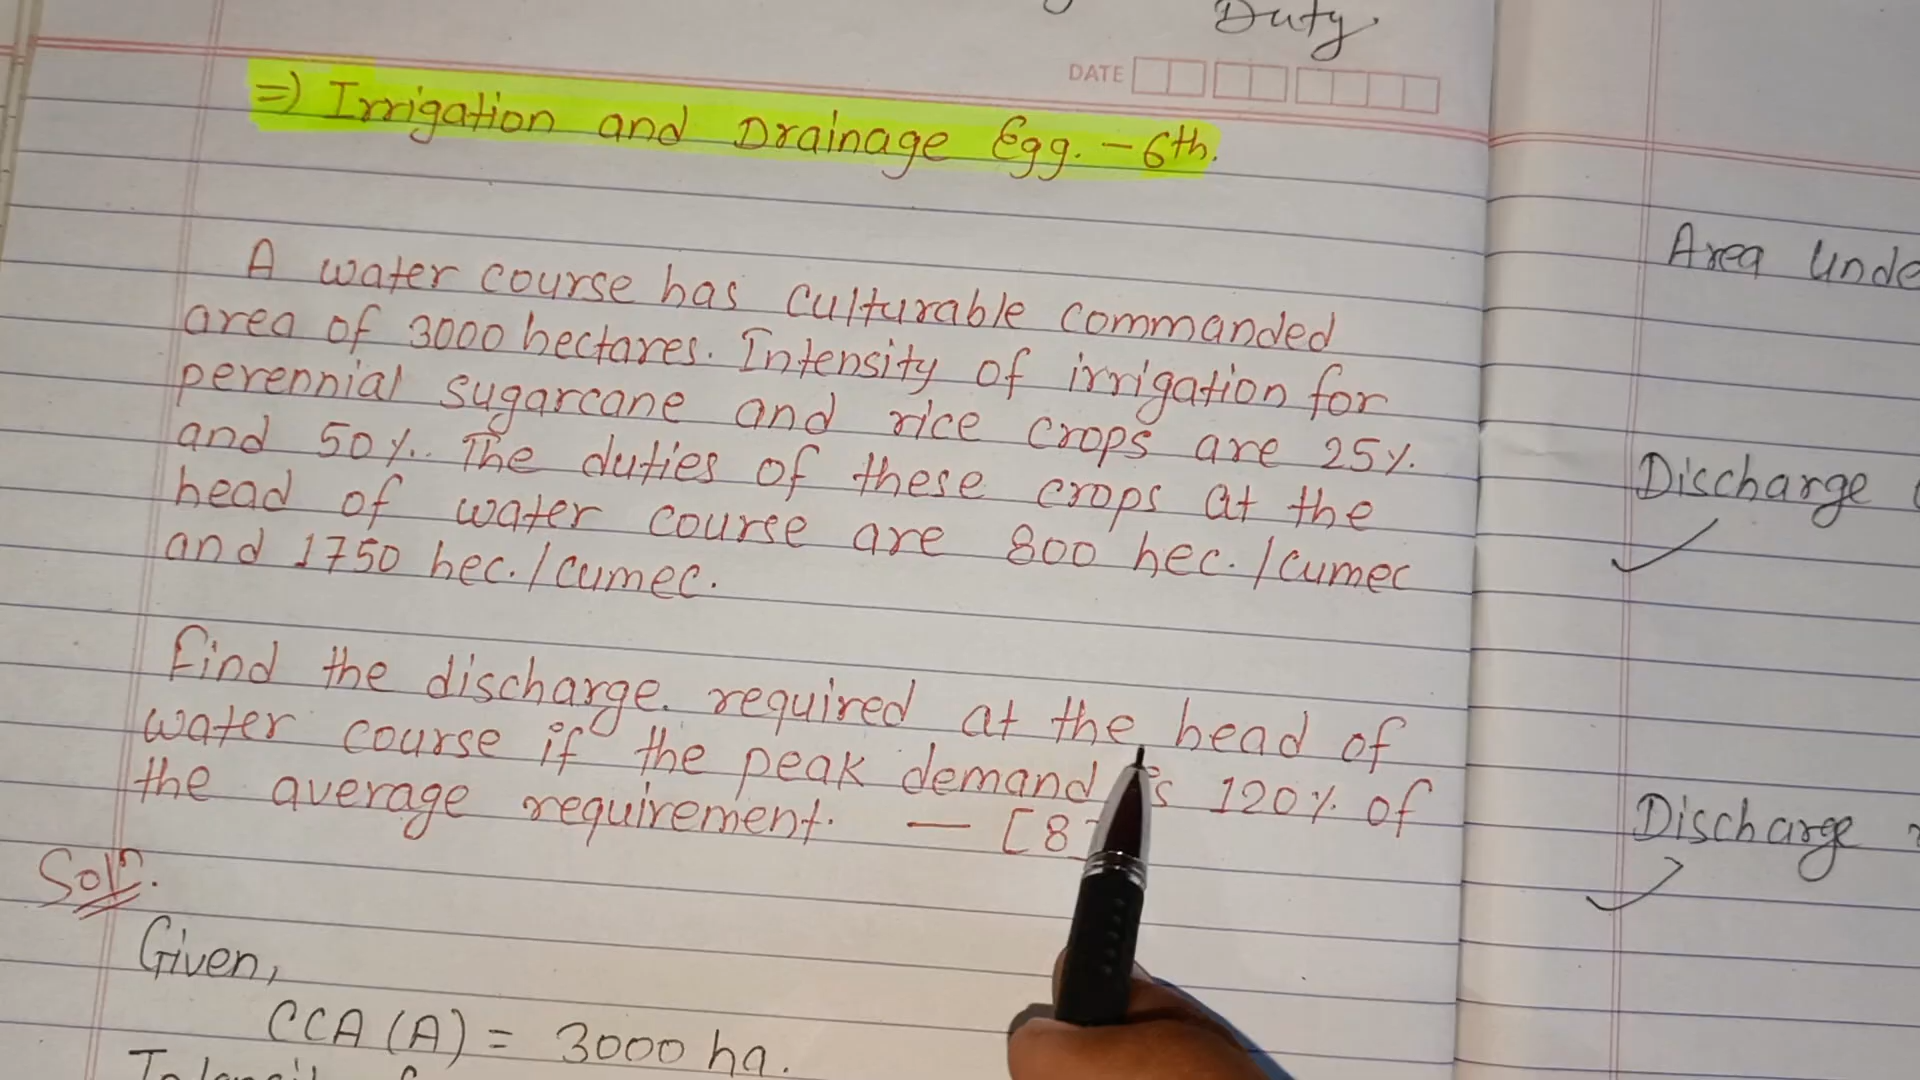 Duty
DATE
=) Irrigation and Drainage Egg. - 6th.
A water course has culturable commanded
area of 3000 hectares. Intensity of irrigation for
perennial sugarcane and rice crops are 25%.
and 50%. The duties of these crops at the
head of water course are 800 hec./cumec
and 1750 hec./cumec.
Find the discharge required at the head of
water course if the peak demand is 120% of
the average requirement. — [8]
Soln.
Given,
CCA (A) = 3000 ha.
Area Unde
Discharge
Discharge